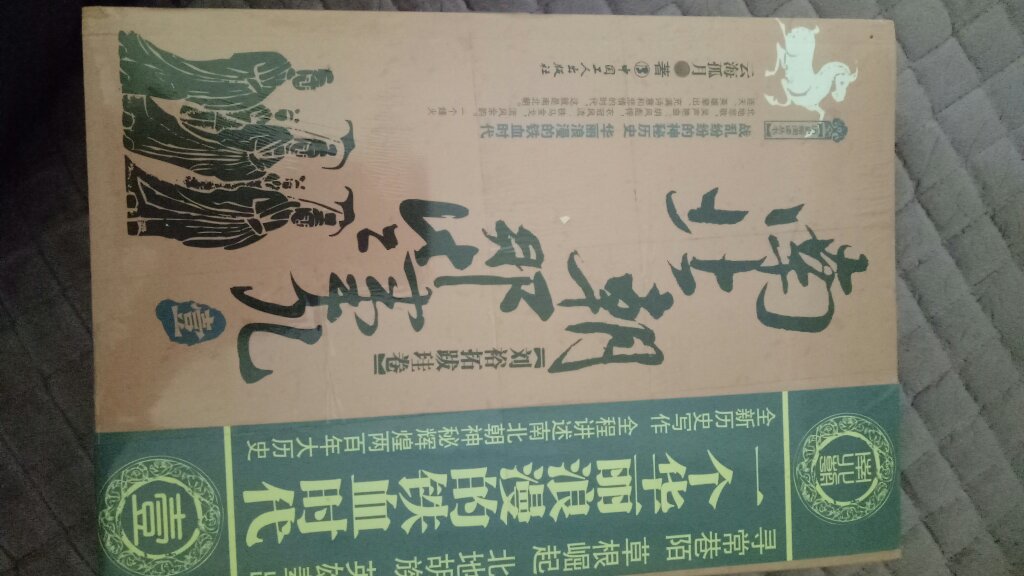 寻常巷陌 草根崛起 北地胡族
一个华丽浪漫的铁血时代
全新历史写作 全程讲述南北朝神秘辉煌两百年大历史
壹
南北朝
那些事儿
壹
【刘裕拓跋珪卷】
战乱纷纷的神秘历史 华丽浪漫的铁血时代
云海孤月 著 中国工人出版社